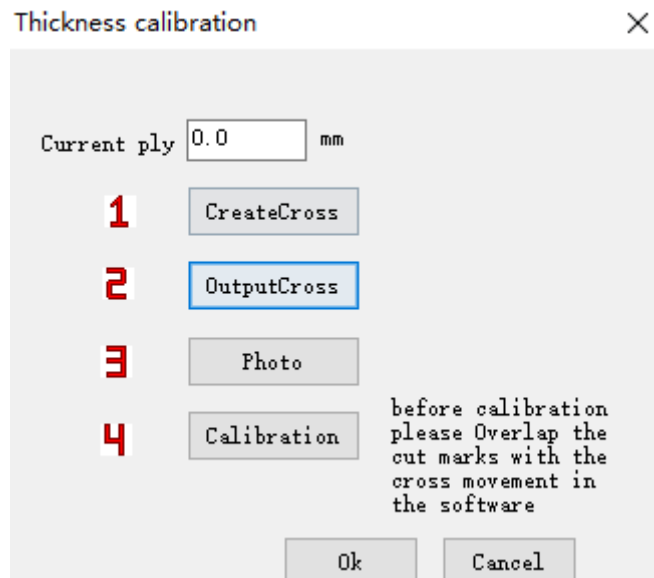 Thickness calibration
Current ply 0.0 mm
1 CreateCross
2 OutputCross
3 Photo
4 Calibration
before calibration
please Overlap the
cut marks with the
cross movement in
the software
Ok Cancel